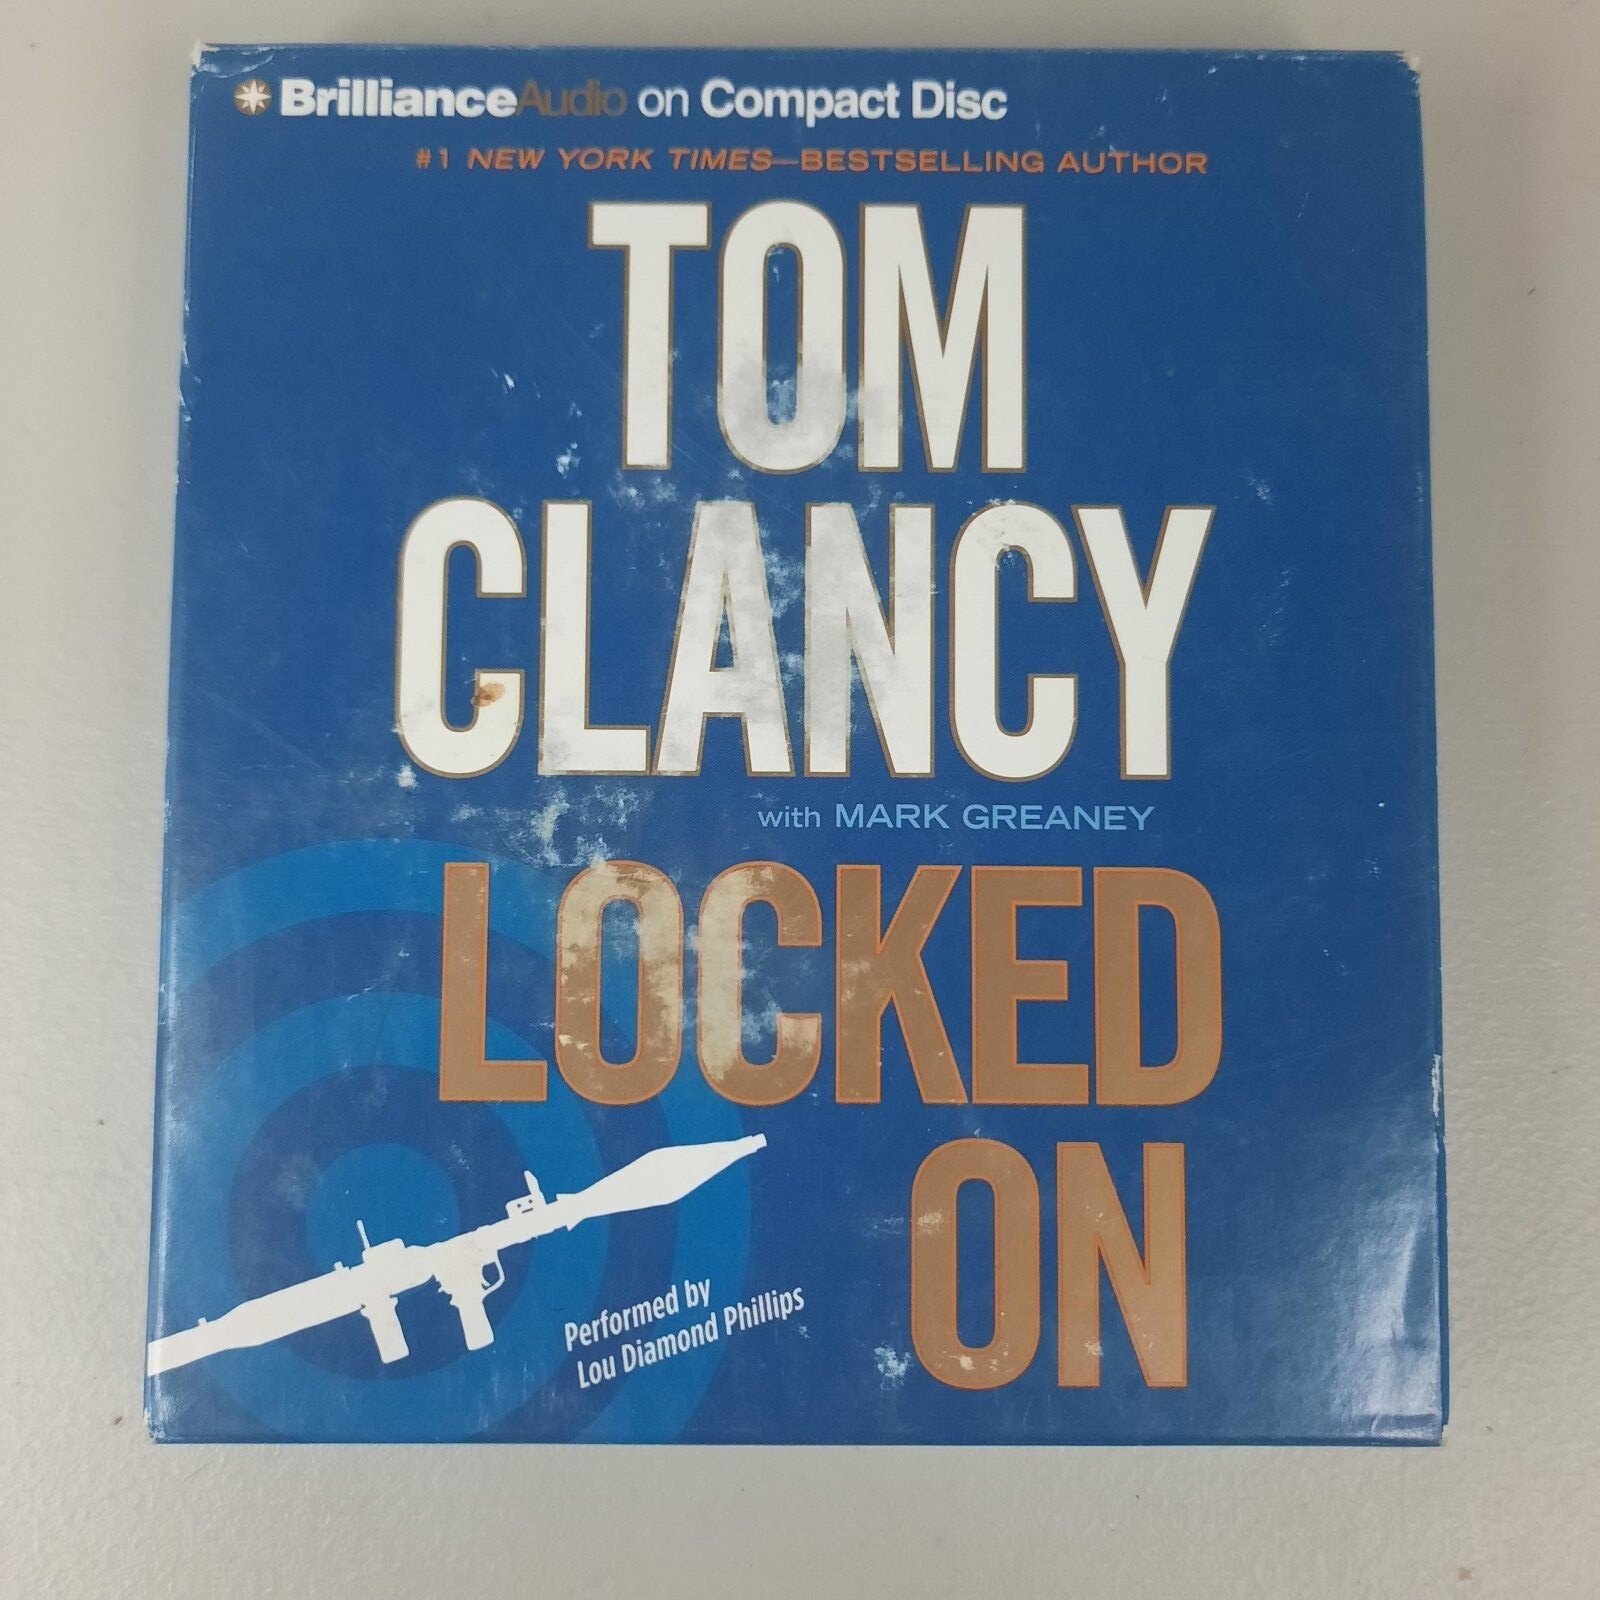 BrillianceAudio on Compact Disc
#1 NEW YORK TIMES—BESTSELLING AUTHOR
TOM
CLANCY
with MARK GREANEY
LOCKED
ON
Performed by
Lou Diamond Phillips